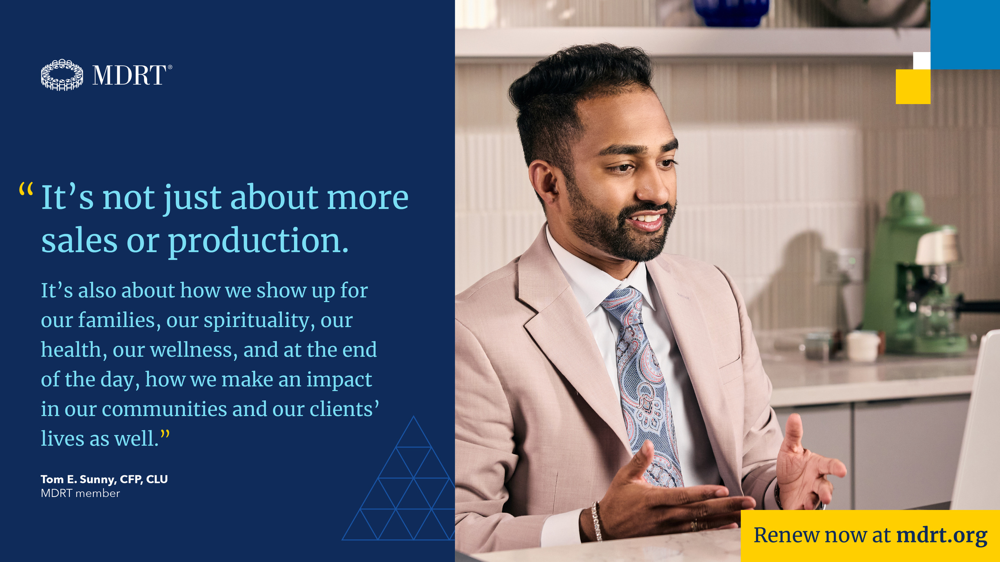 MDRT®
“It’s not just about more
sales or production.
It’s also about how we show up for
our families, our spirituality, our
health, our wellness, and at the end
of the day, how we make an impact
in our communities and our clients’
lives as well.”
Tom E. Sunny, CFP, CLU
MDRT member
Renew now at mdrt.org